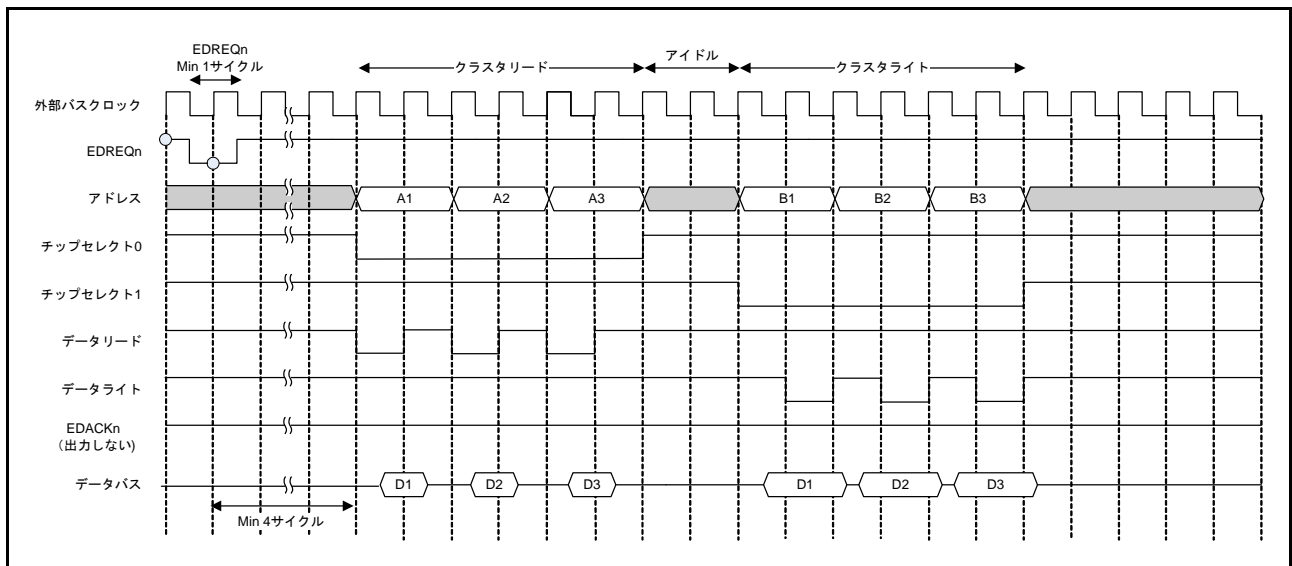 EDREQn
Min 1サイクル
クラスタリード
アイドル
クラスタライト
外部バスクロック
EDREQn
アドレス
A1
A2
A3
B1
B2
B3
チップセレクト0
チップセレクト1
データリード
データライト
EDACKn
（出力しない)
データバス
D1
D2
D3
D1
D2
D3
Min 4サイクル